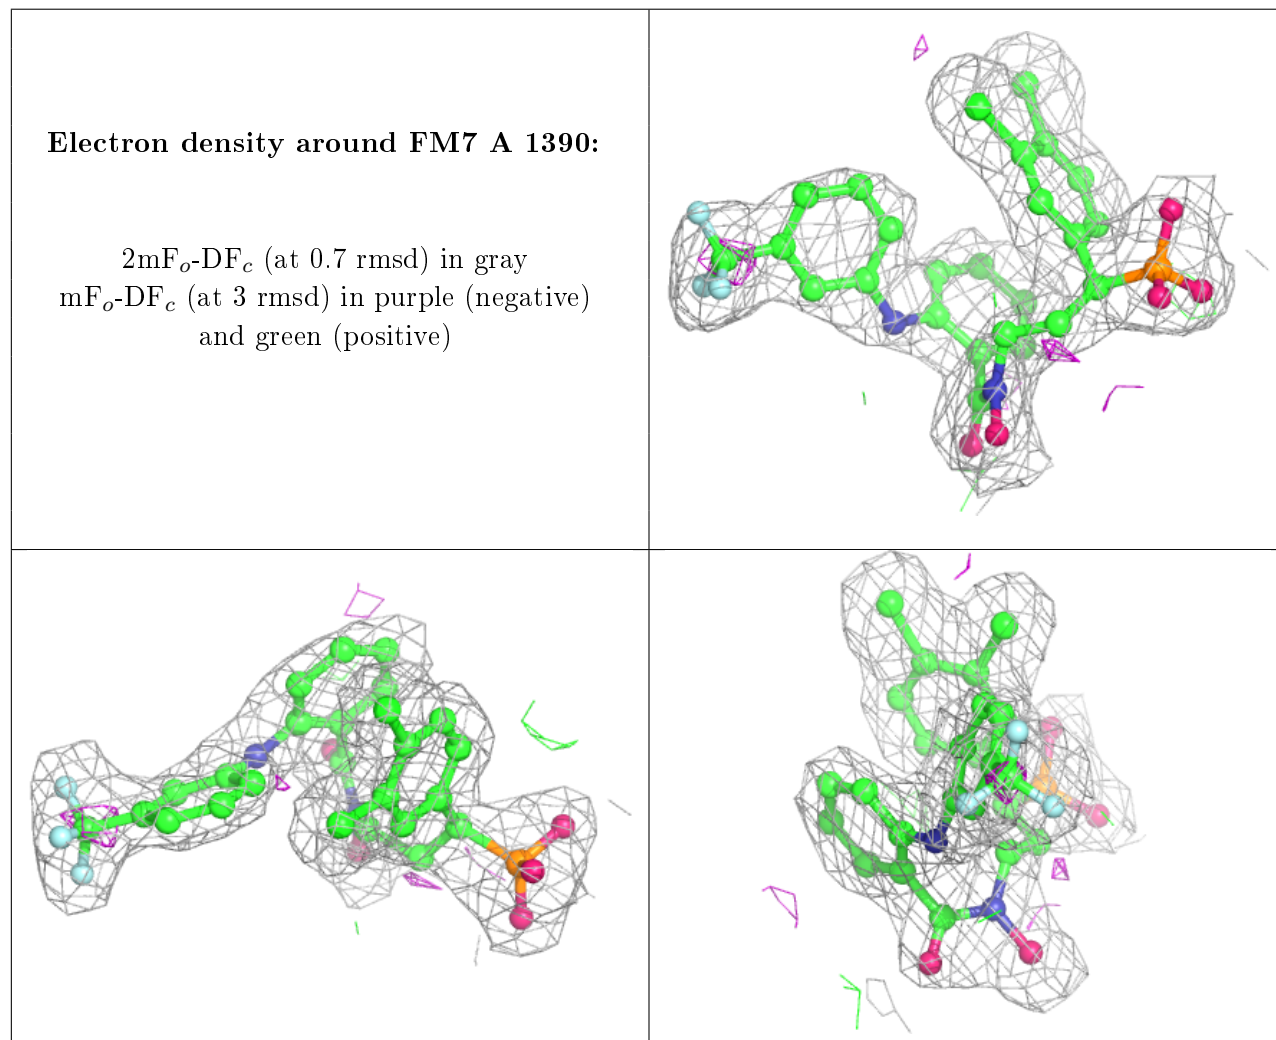 Electron density around FM7 A 1390:
2mFₒ-DF𝑐 (at 0.7 rmsd) in gray
mFₒ-DF𝑐 (at 3 rmsd) in purple (negative)
and green (positive)